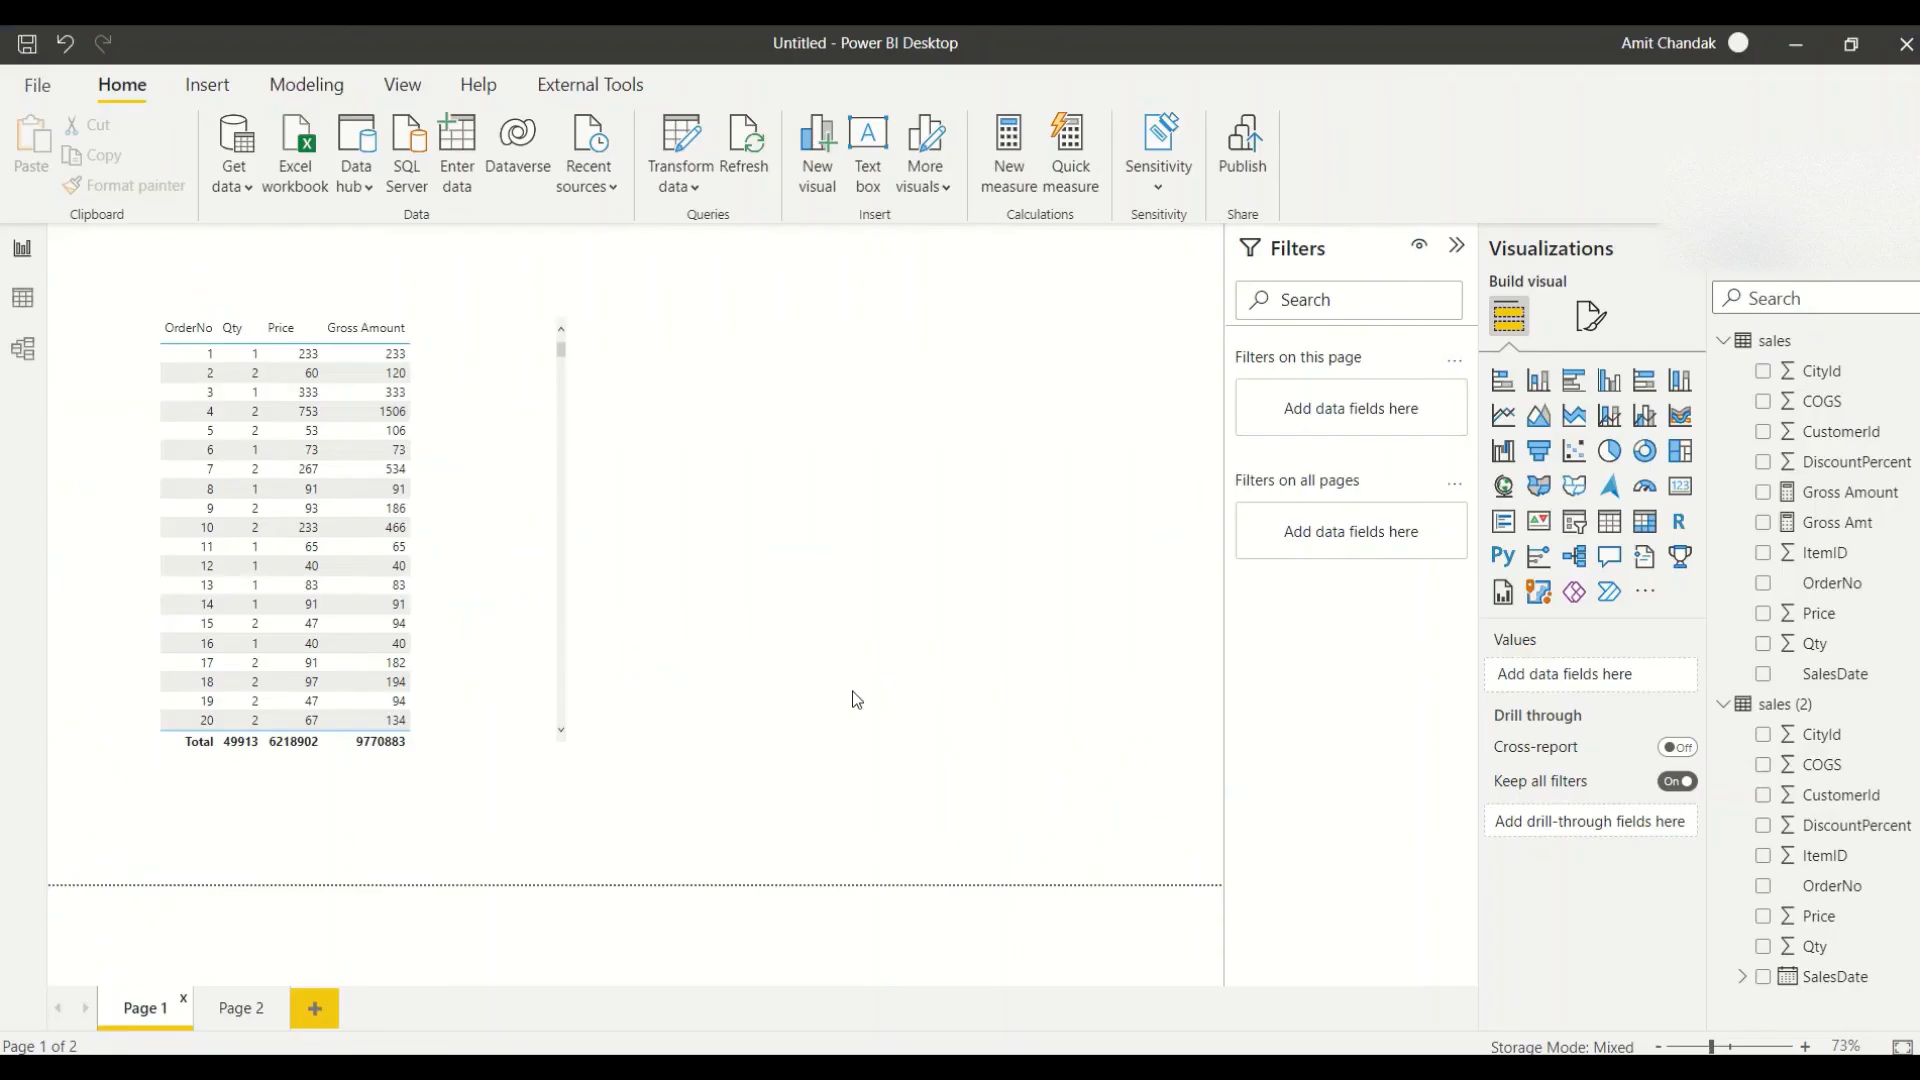 Untitled - Power BI Desktop
Amit Chandak
File Home Insert Modeling View Help External Tools
Paste
Cut
Copy
Format painter
Clipboard
Get data
Excel workbook
Data hub
SQL Server
Enter data
Dataverse
Recent sources
Data
Transform data
Refresh
Queries
New visual
Text box
More visuals
Insert
New measure
Quick measure
Calculations
Sensitivity
Sensitivity
Publish
Share
OrderNo Qty Price Gross Amount
1 1 233 233
2 2 60 120
3 1 333 333
4 2 753 1506
5 2 53 106
6 1 73 73
7 2 267 534
8 1 91 91
9 2 93 186
10 2 233 466
11 1 65 65
12 1 40 40
13 1 83 83
14 1 91 91
15 2 47 94
16 1 40 40
17 2 91 182
18 2 97 194
19 2 47 94
20 2 67 134
Total 49913 6218902 9770883
Filters
Search
Filters on this page ...
Add data fields here
Filters on all pages ...
Add data fields here
Visualizations
Build visual
123
R
Py
...
Values
Add data fields here
Drill through
Cross-report Off
Keep all filters On
Add drill-through fields here
Search
sales
∑ CityId
∑ COGS
∑ CustomerId
∑ DiscountPercent
Gross Amount
Gross Amt
∑ ItemID
OrderNo
∑ Price
∑ Qty
SalesDate
sales (2)
∑ CityId
∑ COGS
∑ CustomerId
∑ DiscountPercent
∑ ItemID
OrderNo
∑ Price
∑ Qty
SalesDate
Page 1 x
Page 2
+
Page 1 of 2
Storage Mode: Mixed - + 73%